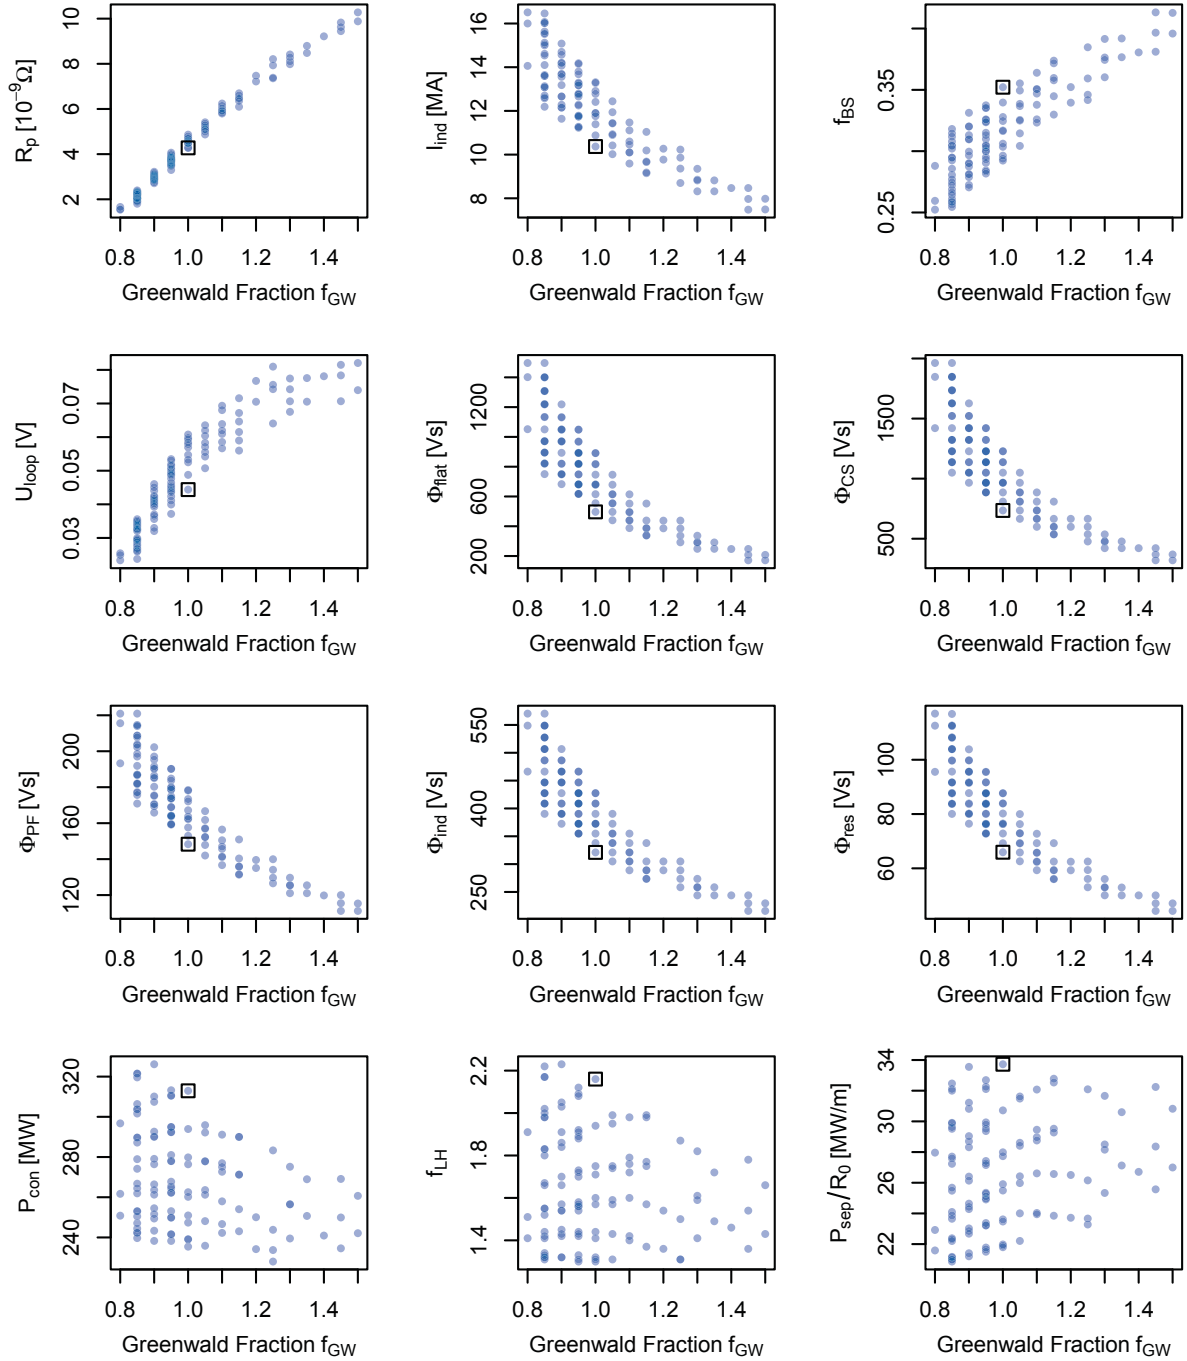 R_p [10^−9Ω]
10
8
6
4
2
0.8 1.0 1.2 1.4
Greenwald Fraction f_GW
I_ind [MA]
16
14
12
10
8
0.8 1.0 1.2 1.4
Greenwald Fraction f_GW
f_BS
0.35
0.25
0.8 1.0 1.2 1.4
Greenwald Fraction f_GW
U_loop [V]
0.07
0.05
0.03
0.8 1.0 1.2 1.4
Greenwald Fraction f_GW
Φ_flat [Vs]
1200
600
200
0.8 1.0 1.2 1.4
Greenwald Fraction f_GW
Φ_CS [Vs]
1500
500
0.8 1.0 1.2 1.4
Greenwald Fraction f_GW
Φ_PF [Vs]
200
160
120
0.8 1.0 1.2 1.4
Greenwald Fraction f_GW
Φ_ind [Vs]
550
400
250
0.8 1.0 1.2 1.4
Greenwald Fraction f_GW
Φ_res [Vs]
100
80
60
0.8 1.0 1.2 1.4
Greenwald Fraction f_GW
P_con [MW]
320
280
240
0.8 1.0 1.2 1.4
Greenwald Fraction f_GW
f_LH
2.2
1.8
1.4
0.8 1.0 1.2 1.4
Greenwald Fraction f_GW
P_sep/R_0 [MW/m]
34
30
26
22
0.8 1.0 1.2 1.4
Greenwald Fraction f_GW